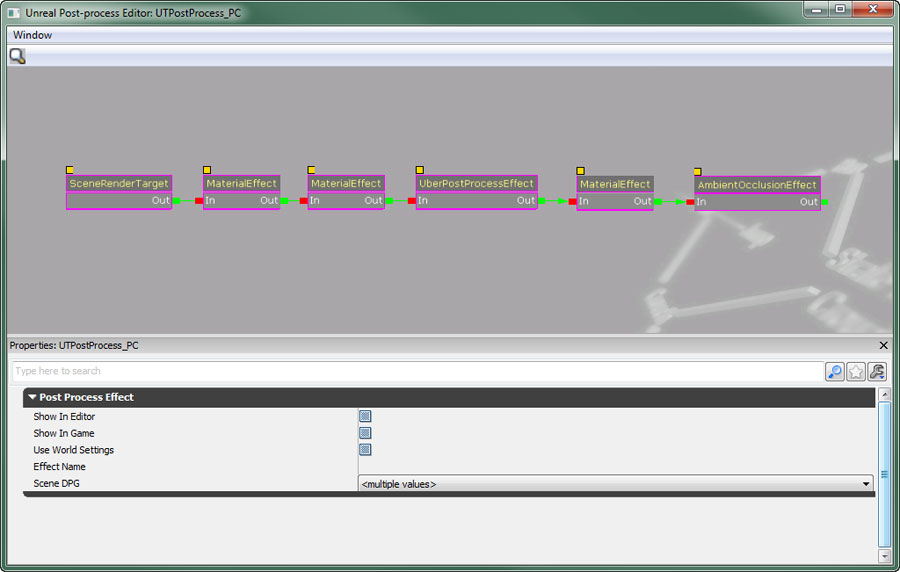 Unreal Post-process Editor: UTPostProcess_PC
Window
SceneRenderTarget
Out
MaterialEffect
In Out
MaterialEffect
In Out
UberPostProcessEffect
In Out
MaterialEffect
In Out
AmbientOcclusionEffect
In Out
Properties: UTPostProcess_PC
Type here to search
Post Process Effect
Show In Editor
Show In Game
Use World Settings
Effect Name
Scene DPG <multiple values>